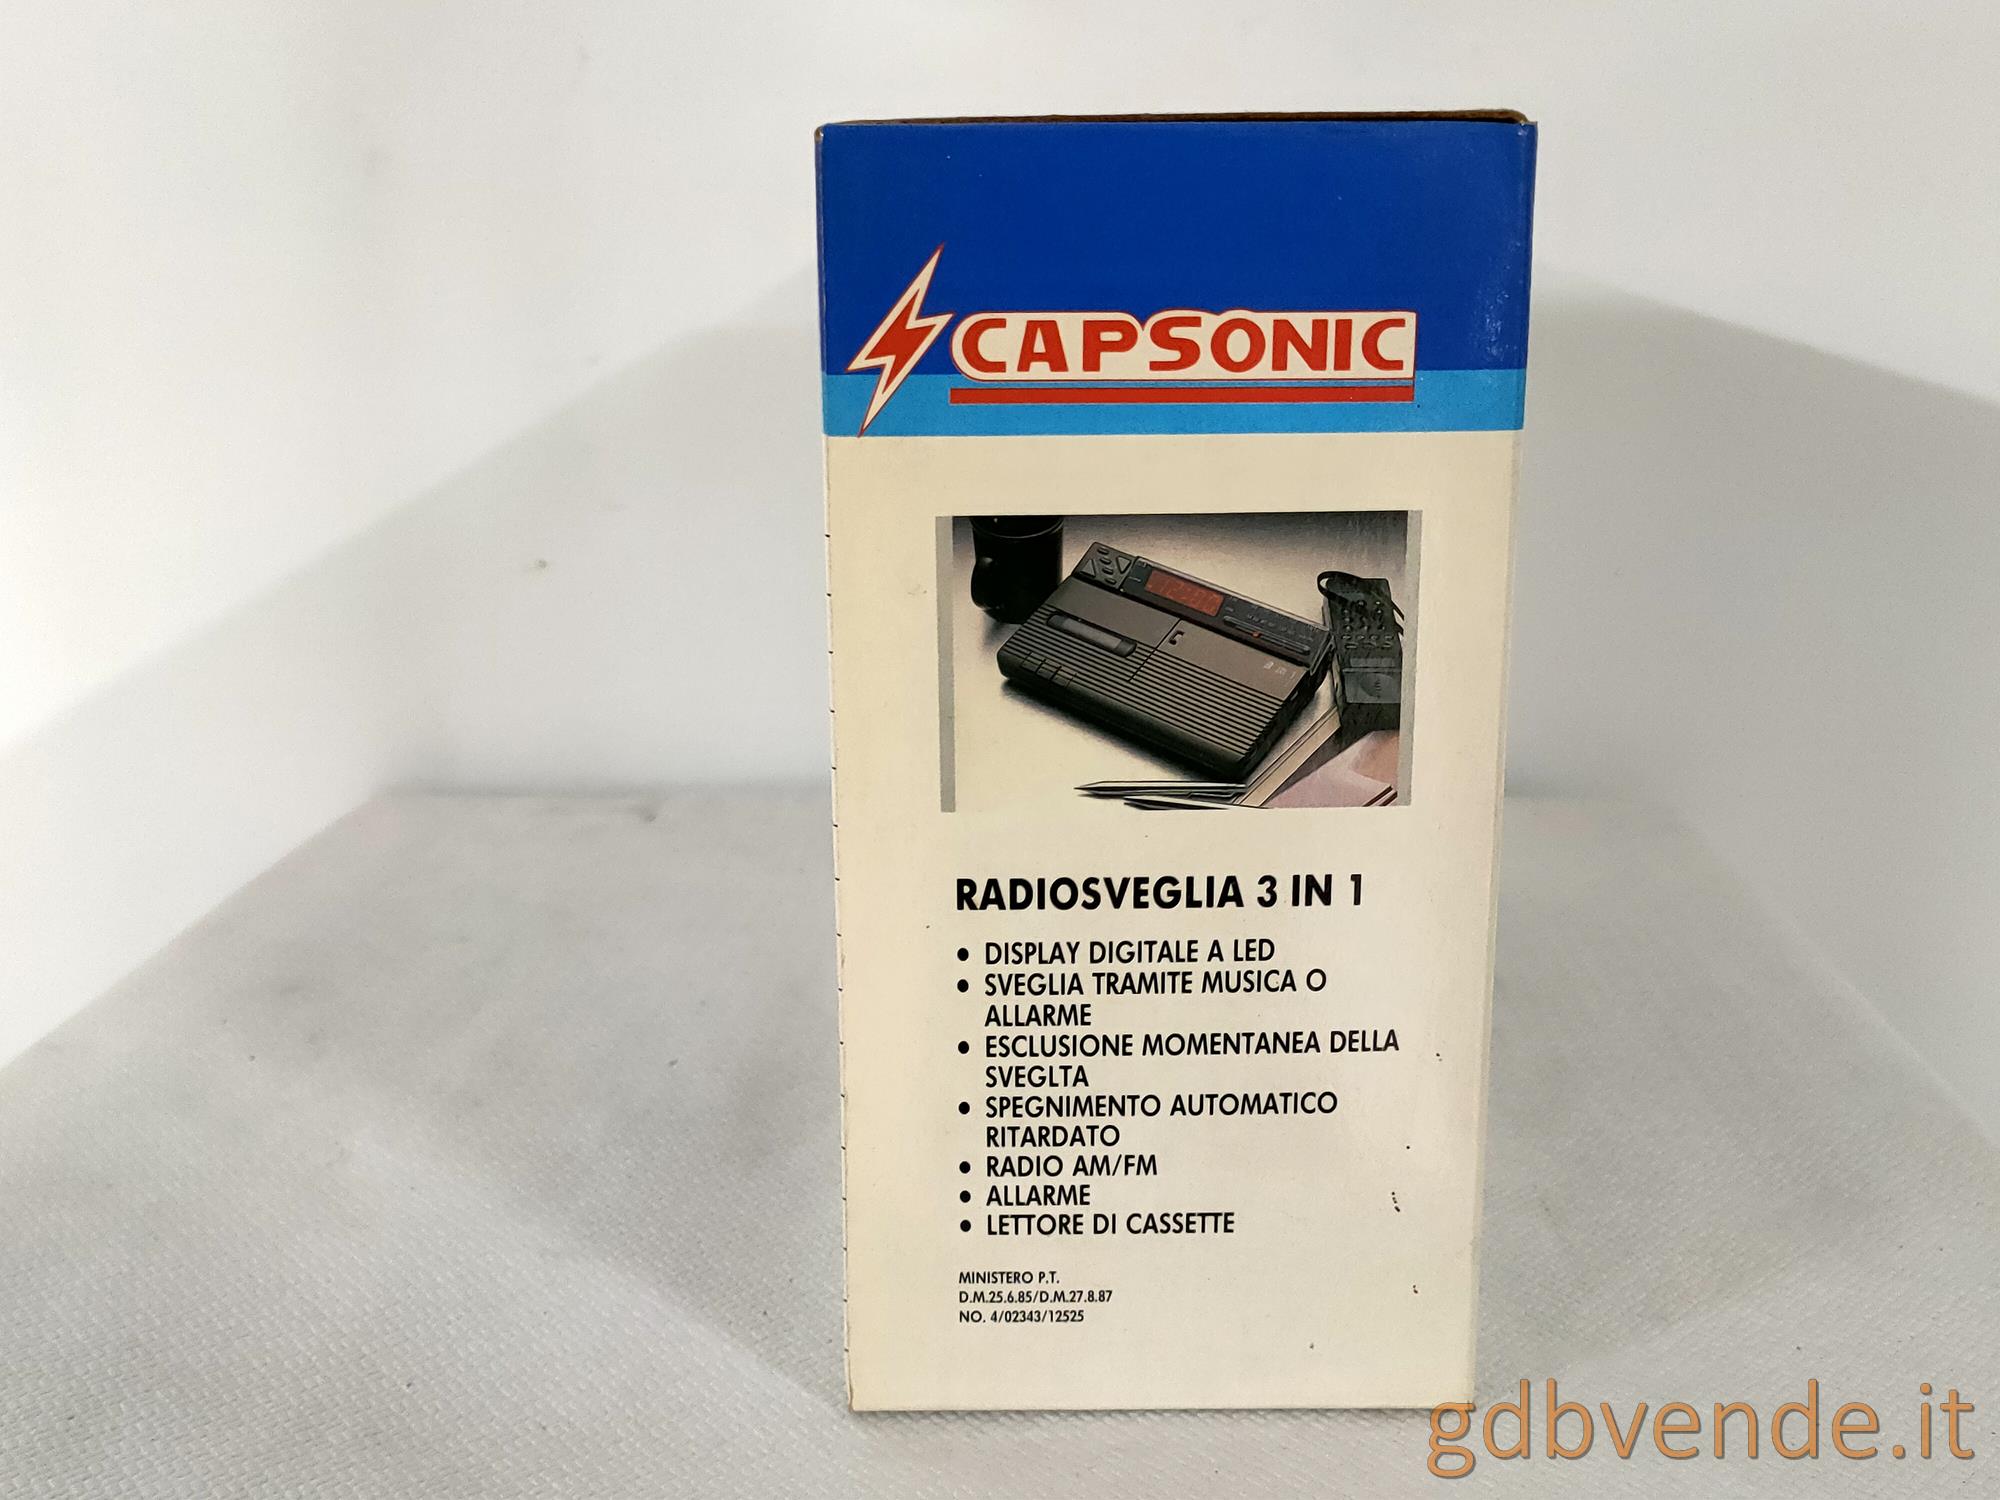 CAPSONIC
RADIOSVEGLIA 3 IN 1
• DISPLAY DIGITALE A LED
• SVEGLIA TRAMITE MUSICA O
ALLARME
• ESCLUSIONE MOMENTANEA DELLA
SVEGLTA
• SPEGNIMENTO AUTOMATICO
RITARDATO
• RADIO AM/FM
• ALLARME
• LETTORE DI CASSETTE
MINISTERO P.T.
D.M.25.6.85/D.M.27.8.87
NO. 4/02343/12525
gdbvende.it